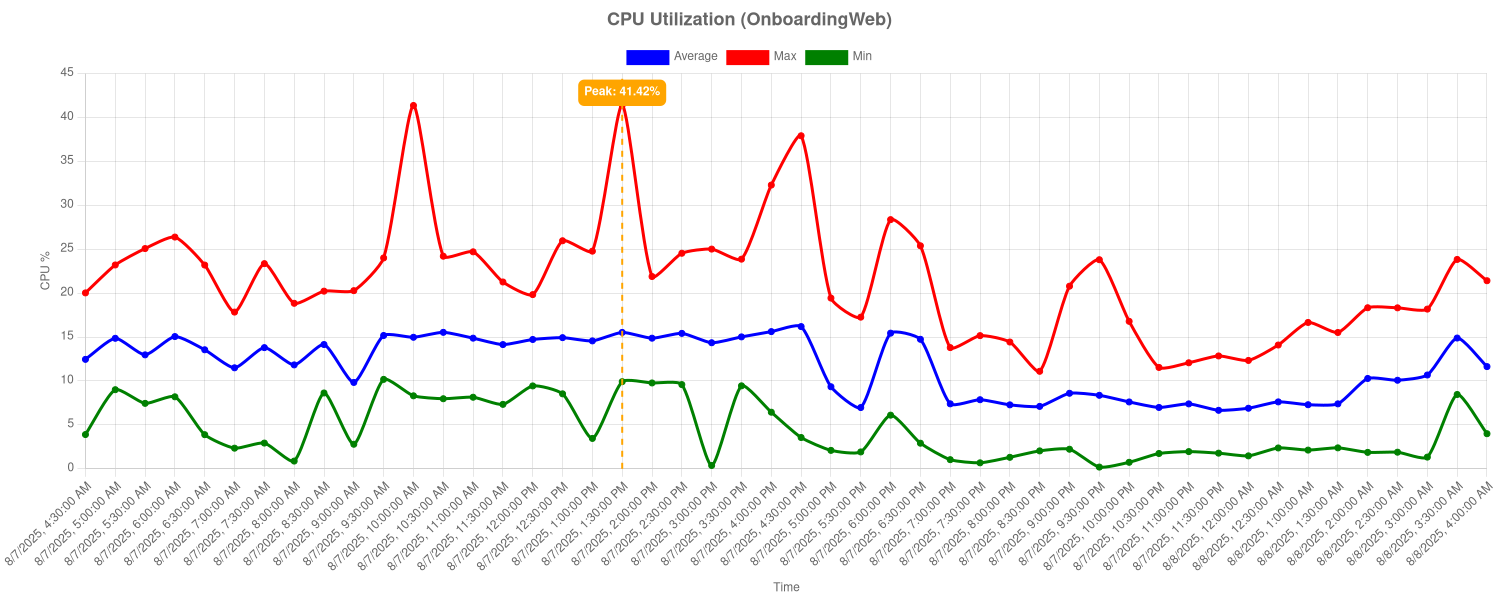 CPU Utilization (OnboardingWeb)
Average Max Min
Peak: 41.42%
CPU %
45
40
35
30
25
20
15
10
5
0
8/7/2025, 4:30:00 AM
8/7/2025, 5:00:00 AM
8/7/2025, 5:30:00 AM
8/7/2025, 6:00:00 AM
8/7/2025, 6:30:00 AM
8/7/2025, 7:00:00 AM
8/7/2025, 7:30:00 AM
8/7/2025, 8:00:00 AM
8/7/2025, 8:30:00 AM
8/7/2025, 9:00:00 AM
8/7/2025, 9:30:00 AM
8/7/2025, 10:00:00 AM
8/7/2025, 10:30:00 AM
8/7/2025, 11:00:00 AM
8/7/2025, 11:30:00 AM
8/7/2025, 12:00:00 PM
8/7/2025, 12:30:00 PM
8/7/2025, 1:00:00 PM
8/7/2025, 1:30:00 PM
8/7/2025, 2:00:00 PM
8/7/2025, 2:30:00 PM
8/7/2025, 3:00:00 PM
8/7/2025, 3:30:00 PM
8/7/2025, 4:00:00 PM
8/7/2025, 4:30:00 PM
8/7/2025, 5:00:00 PM
8/7/2025, 5:30:00 PM
8/7/2025, 6:00:00 PM
8/7/2025, 6:30:00 PM
8/7/2025, 7:00:00 PM
8/7/2025, 7:30:00 PM
8/7/2025, 8:00:00 PM
8/7/2025, 8:30:00 PM
8/7/2025, 9:00:00 PM
8/7/2025, 9:30:00 PM
8/7/2025, 10:00:00 PM
8/7/2025, 10:30:00 PM
8/7/2025, 11:00:00 PM
8/7/2025, 11:30:00 PM
8/8/2025, 12:00:00 AM
8/8/2025, 12:30:00 AM
8/8/2025, 1:00:00 AM
8/8/2025, 1:30:00 AM
8/8/2025, 2:00:00 AM
8/8/2025, 2:30:00 AM
8/8/2025, 3:00:00 AM
8/8/2025, 3:30:00 AM
8/8/2025, 4:00:00 AM
Time